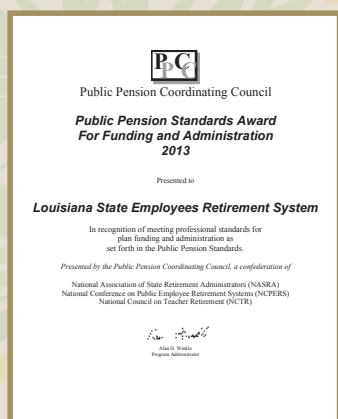 PPCC
Public Pension Coordinating Council
Public Pension Standards Award
For Funding and Administration
2013
Presented to
Louisiana State Employees Retirement System
In recognition of meeting professional standards for
plan funding and administration as
set forth in the Public Pension Standards.
Presented by the Public Pension Coordinating Council, a confederation of
National Association of State Retirement Administrators (NASRA)
National Conference on Public Employee Retirement Systems (NCPERS)
National Council on Teacher Retirement (NCTR)
Alan H. Winkle
Program Administrator